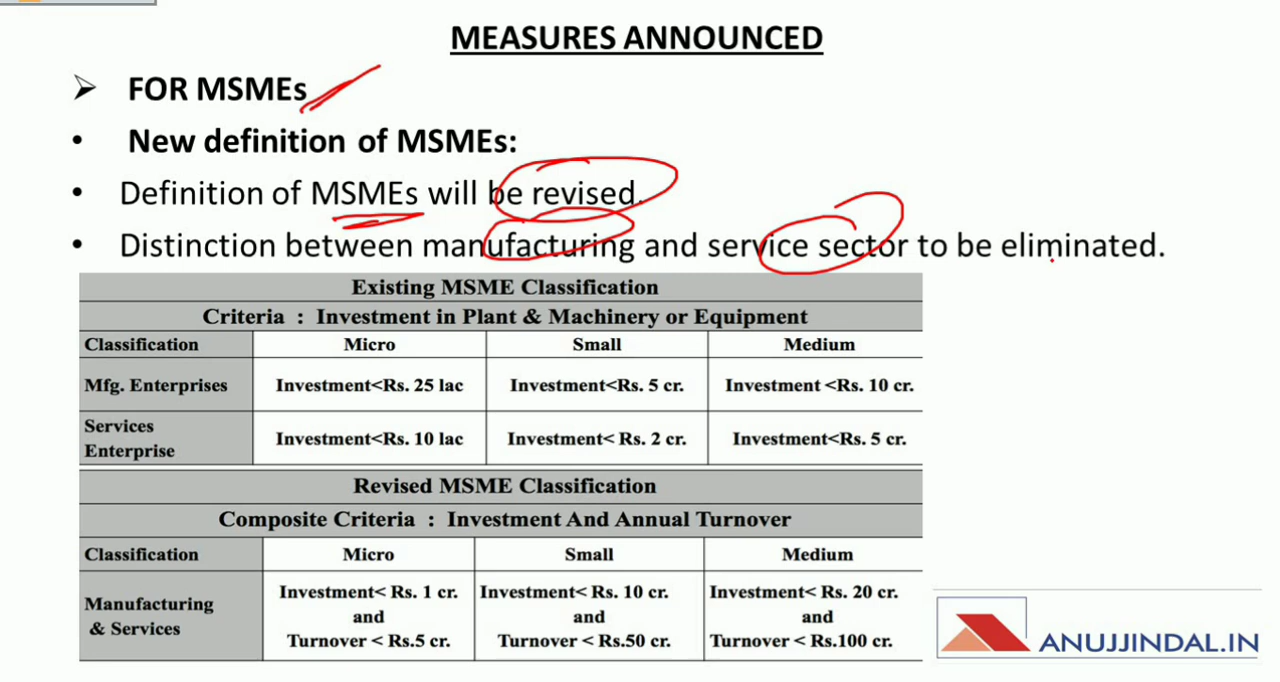 MEASURES ANNOUNCED
➤ FOR MSMEs
• New definition of MSMEs:
• Definition of MSMEs will be revised.
• Distinction between manufacturing and service sector to be eliminated.
Existing MSME Classification
Criteria : Investment in Plant & Machinery or Equipment
Classification Micro Small Medium
Mfg. Enterprises Investment<Rs. 25 lac Investment<Rs. 5 cr. Investment <Rs. 10 cr.
Services
Enterprise Investment<Rs. 10 lac Investment< Rs. 2 cr. Investment<Rs. 5 cr.
Revised MSME Classification
Composite Criteria : Investment And Annual Turnover
Classification Micro Small Medium
Manufacturing
& Services
Investment< Rs. 1 cr. Investment< Rs. 10 cr. Investment< Rs. 20 cr.
and and and
Turnover < Rs.5 cr. Turnover < Rs.50 cr. Turnover < Rs.100 cr.
ANUJJINDAL.IN